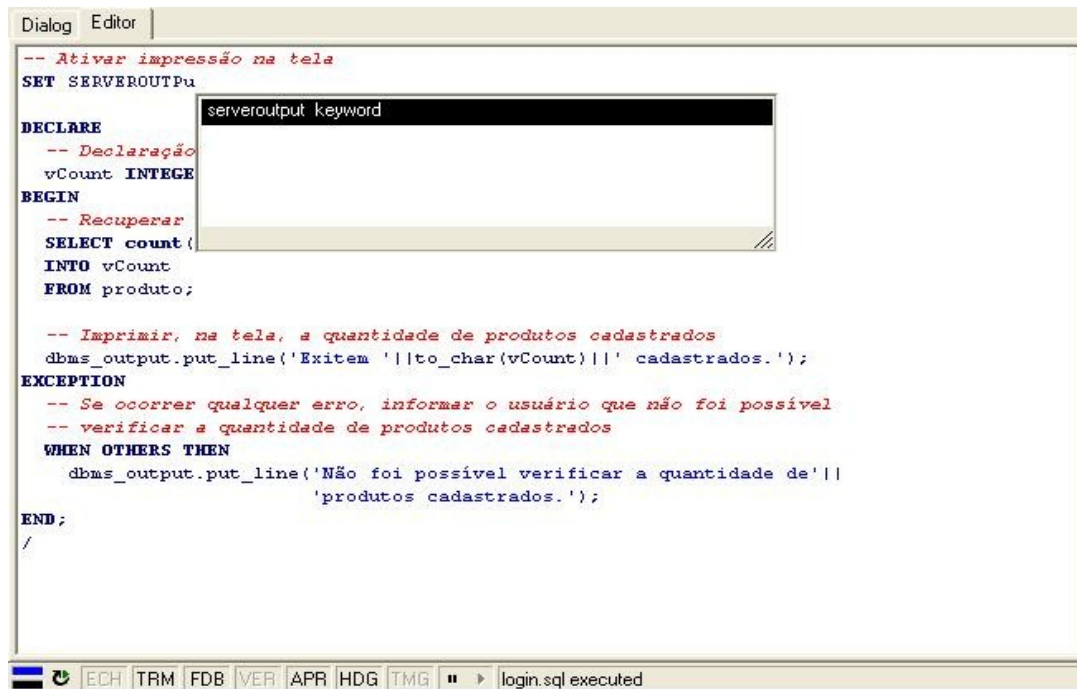 Dialog Editor
-- Ativar impressão na tela
SET SERVEROUTPu
serveroutput keyword
DECLARE
-- Declaração
vCount INTEGE
BEGIN
-- Recuperar
SELECT count(
INTO vCount
FROM produto;
-- Imprimir, na tela, a quantidade de produtos cadastrados
dbms_output.put_line('Exitem '||to_char(vCount)||' cadastrados.');
EXCEPTION
-- Se ocorrer qualquer erro, informar o usuário que não foi possível
-- verificar a quantidade de produtos cadastrados
WHEN OTHERS THEN
dbms_output.put_line('Não foi possível verificar a quantidade de'||
'produtos cadastrados.');
END;
/
ECH TRM FDB VER APR HDG TMG login.sql executed